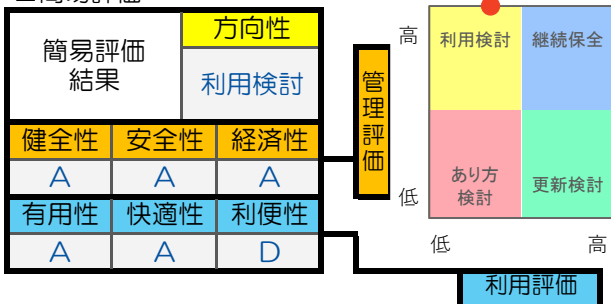 簡易評価
結果
方向性
利用検討
健全性 安全性 経済性
A A A
有用性 快適性 利便性
A A D
管理評価
高
低
利用検討 継続保全
あり方
検討
更新検討
低 高
利用評価